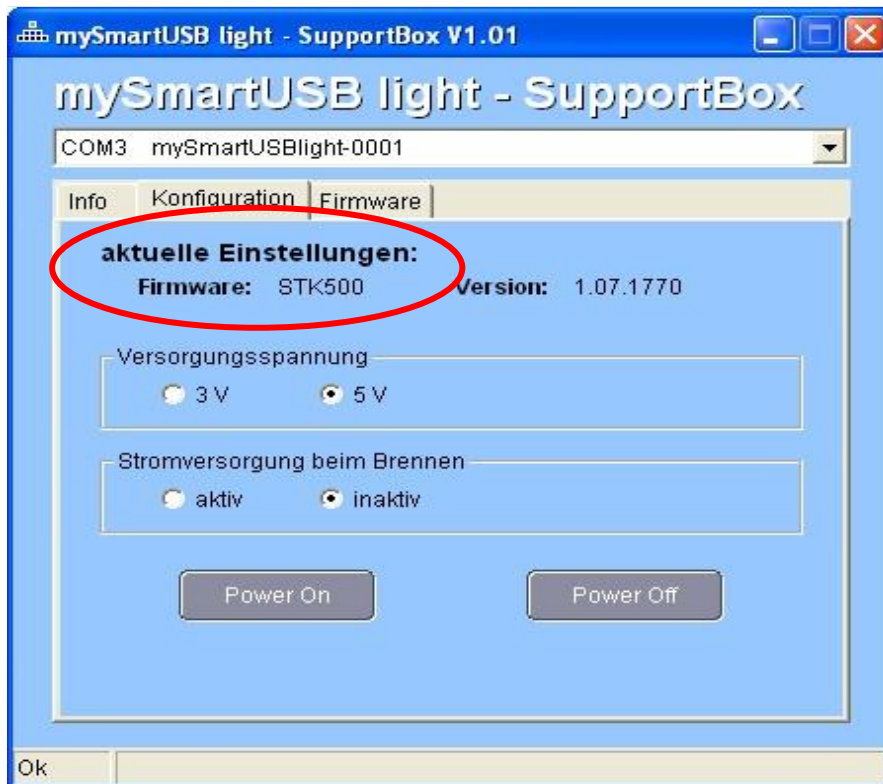 mySmartUSB light - SupportBox V1.01
mySmartUSB light - SupportBox
COM3 mySmartUSBlight-0001
Info Konfiguration Firmware
aktuelle Einstellungen:
Firmware: STK500 Version: 1.07.1770
Versorgungsspannung
3 V 5 V
Stromversorgung beim Brennen
aktiv inaktiv
Power On Power Off
Ok